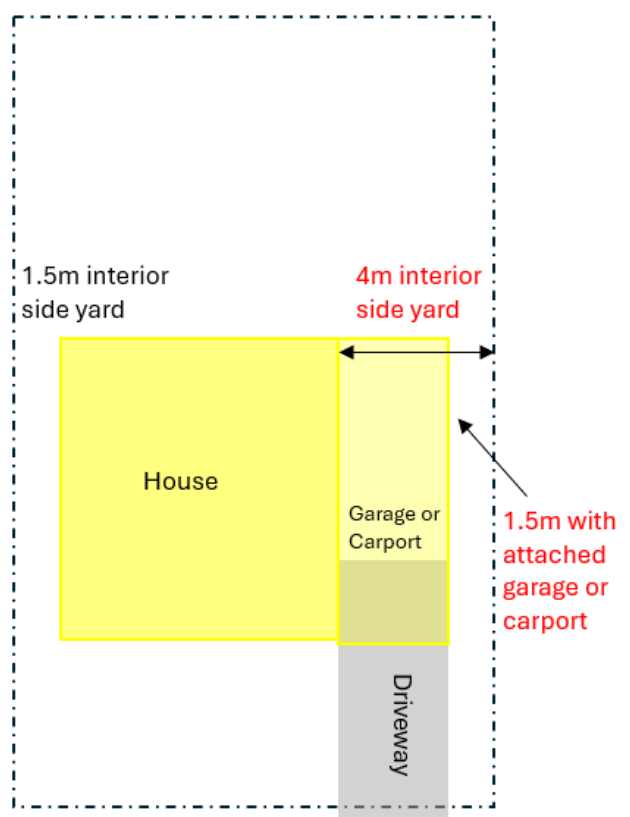 1.5m interior
side yard
4m interior
side yard
House
Garage or
Carport
1.5m with
attached
garage or
carport
Driveway